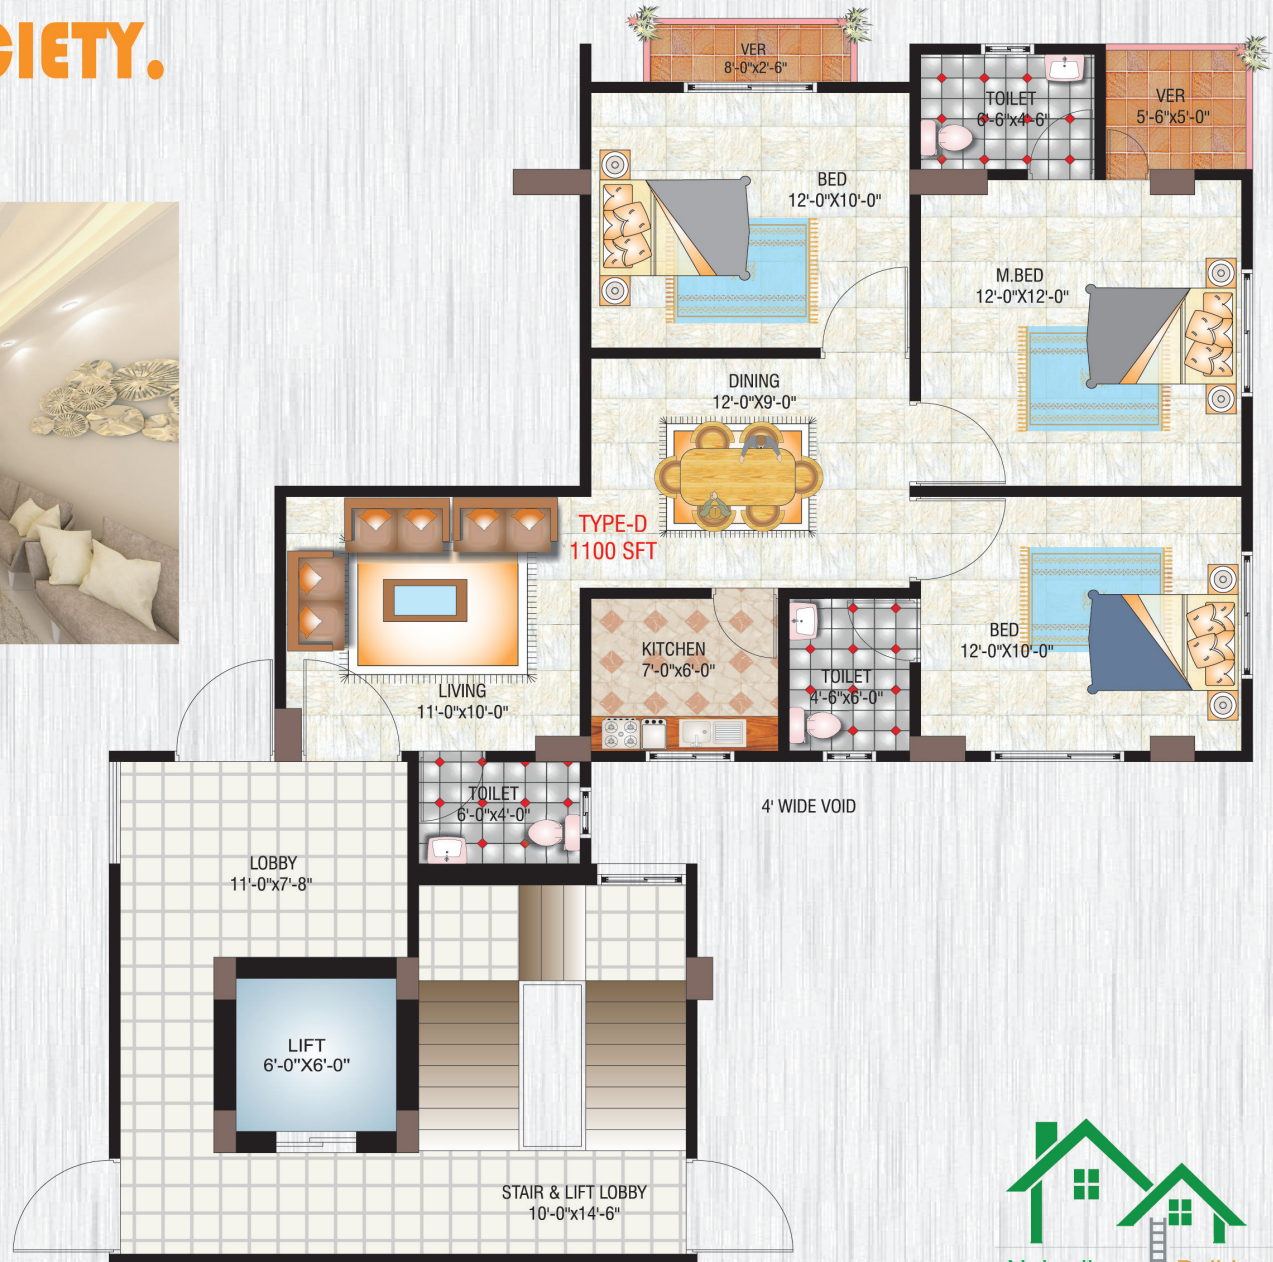 VER
8'-0"x2'-6"
TOILET
6'-6"x4'-6"
VER
5'-6"x5'-0"
BED
12'-0"X10'-0"
M.BED
12'-0"X12'-0"
DINING
12'-0"X9'-0"
TYPE-D
1100 SFT
KITCHEN
7'-0"x6'-0"
TOILET
4'-6"x6'-0"
BED
12'-0"X10'-0"
LIVING
11'-0"x10'-0"
TOILET
6'-0"x4'-0"
4' WIDE VOID
LOBBY
11'-0"x7'-8"
LIFT
6'-0"X6'-0"
STAIR & LIFT LOBBY
10'-0"x14'-6"